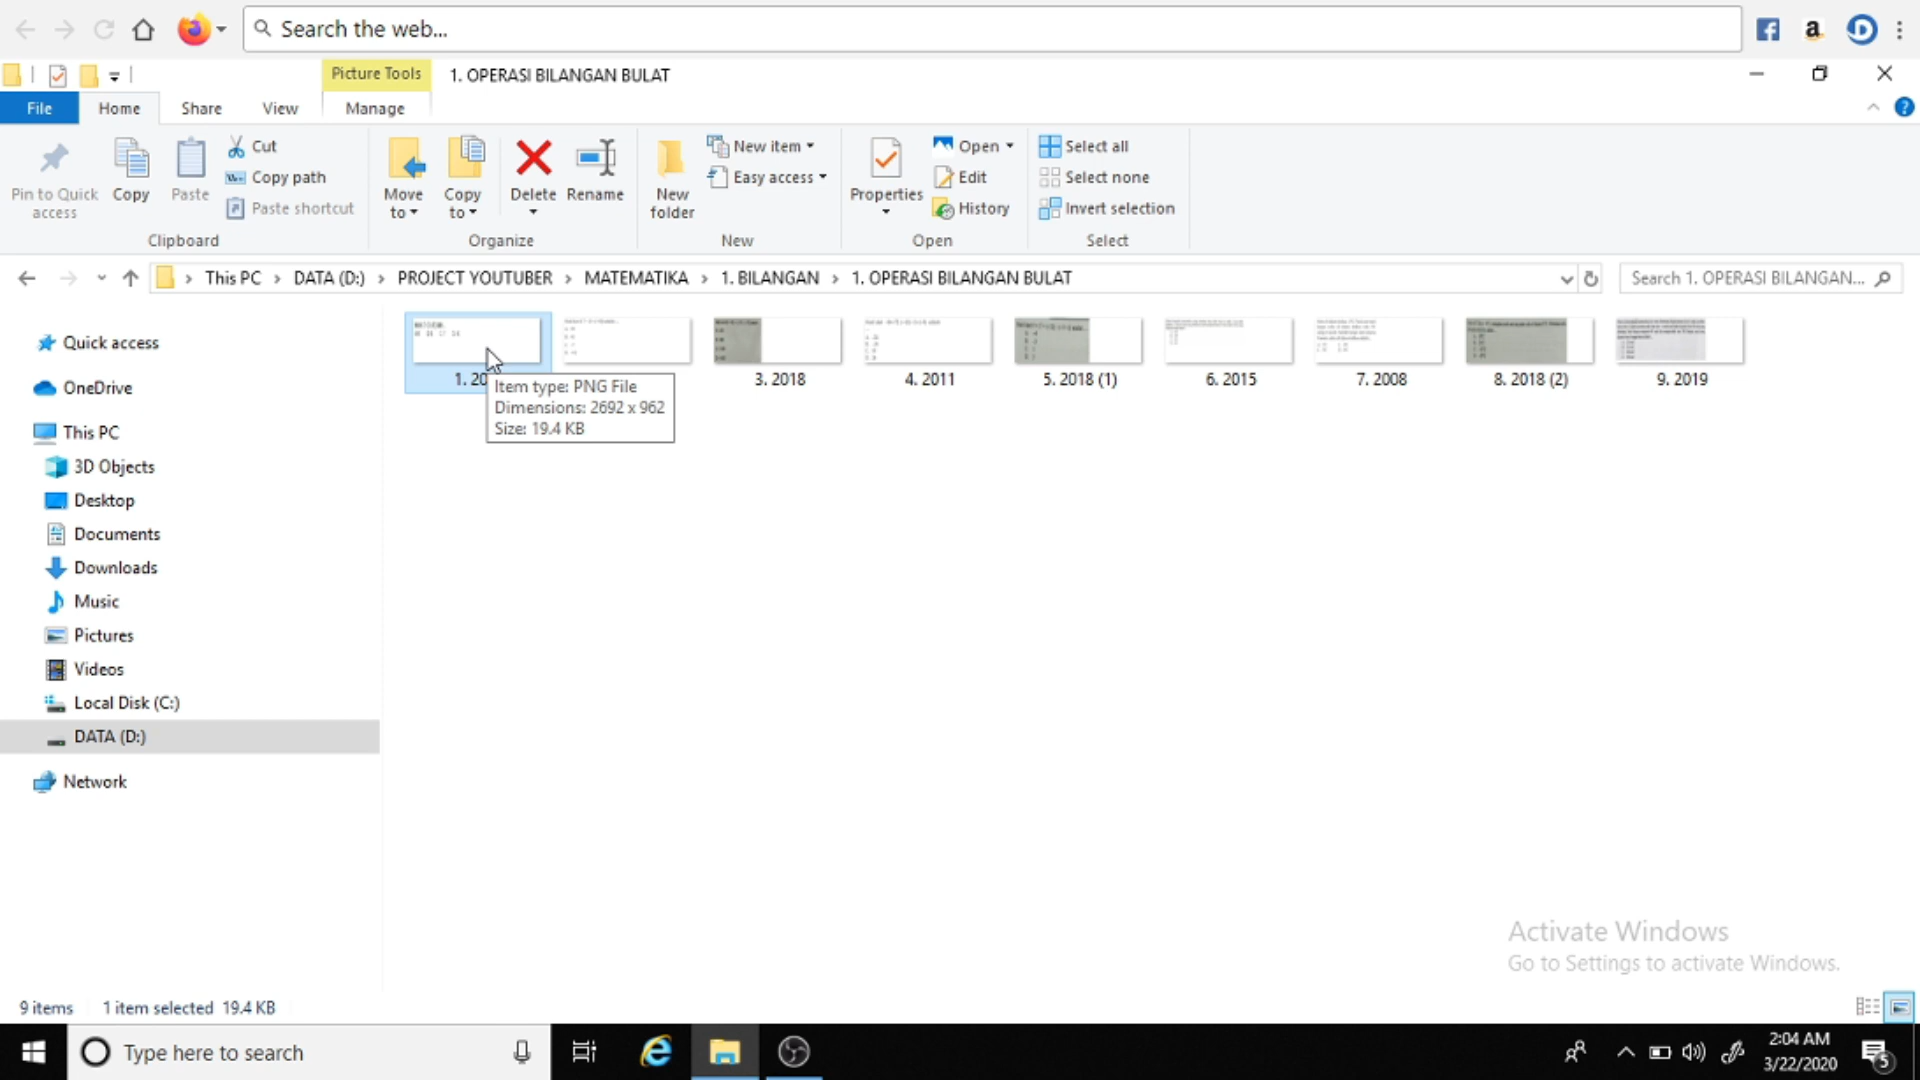 Search the web...
Picture Tools
1. OPERASI BILANGAN BULAT
File
Home
Share
View
Manage
Pin to Quick access
Copy
Paste
Cut
Copy path
Paste shortcut
Clipboard
Move to
Copy to
Delete
Rename
Organize
New folder
New item
Easy access
New
Properties
Open
Edit
History
Open
Select all
Select none
Invert selection
Select
This PC
DATA (D:)
PROJECT YOUTUBER
MATEMATIKA
1. BILANGAN
1. OPERASI BILANGAN BULAT
Search 1. OPERASI BILANGAN...
Quick access
OneDrive
This PC
3D Objects
Desktop
Documents
Downloads
Music
Pictures
Videos
Local Disk (C:)
DATA (D:)
Network
3. 2018
4. 2011
5. 2018 (1)
6. 2015
7. 2008
8. 2018 (2)
9. 2019
Item type: PNG File
Dimensions: 2692 x 962
Size: 19.4 KB
Activate Windows
Go to Settings to activate Windows.
9 items
1 item selected 19.4 KB
Type here to search
2:04 AM
3/22/2020
5